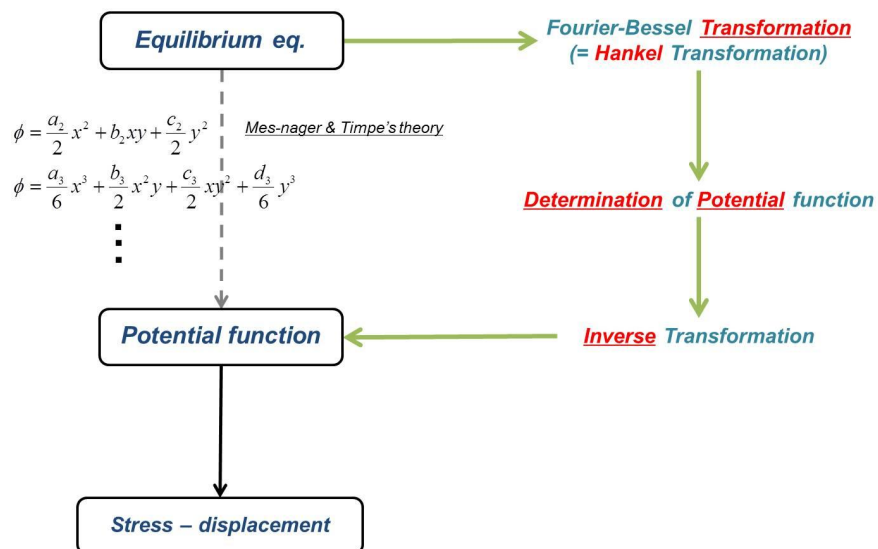 Equilibrium eq.
Fourier-Bessel Transformation
(= Hankel Transformation)
ϕ = a₂/2 x² + b₂xy + c₂/2 y²
Mes-nager & Timpe's theory
ϕ = a₃/6 x³ + b₃/2 x²y + c₃/2 xy² + d₃/6 y³
⋮
Determination of Potential function
Potential function
Inverse Transformation
Stress – displacement